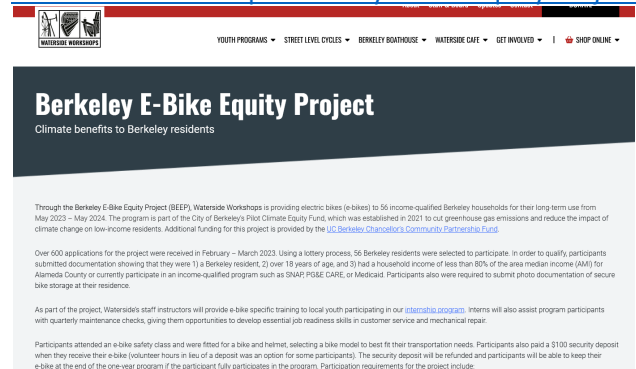 WATERSIDE WORKSHOPS
YOUTH PROGRAMS STREET LEVEL CYCLES BERKELEY BOATHOUSE WATERSIDE CAFE GET INVOLVED | SHOP ONLINE
Berkeley E-Bike Equity Project
Climate benefits to Berkeley residents
Through the Berkeley E-Bike Equity Project (BEEP), Waterside Workshops is providing electric bikes (e-bikes) to 56 income-qualified Berkeley households for their long-term use from
May 2023 – May 2024. The program is part of the City of Berkeley's Pilot Climate Equity Fund, which was established in 2021 to cut greenhouse gas emissions and reduce the impact of
climate change on low-income residents. Additional funding for this project is provided by the UC Berkeley Chancellor's Community Partnership Fund.
Over 600 applications for the project were received in February – March 2023. Using a lottery process, 56 Berkeley residents were selected to participate. In order to qualify, participants
submitted documentation showing that they were 1) a Berkeley resident, 2) over 18 years of age, and 3) had a household income of less than 80% of the area median income (AMI) for
Alameda County or currently participate in an income-qualified program such as SNAP, PG&E CARE, or Medicaid. Participants also were required to submit photo documentation of secure
bike storage at their residence.
As part of the project, Waterside's staff instructors will provide e-bike specific training to local youth participating in our internship program. Interns will also assist program participants
with quarterly maintenance checks, giving them opportunities to develop essential job readiness skills in customer service and mechanical repair.
Participants attended an e-bike safety class and were fitted for a bike and helmet, selecting a bike model to best fit their transportation needs. Participants also paid a $100 security deposit
when they receive their e-bike (volunteer hours in lieu of a deposit was an option for some participants). The security deposit will be refunded and participants will be able to keep their
e-bike at the end of the one-year program if the participant fully participates in the program. Participation requirements for the project include: